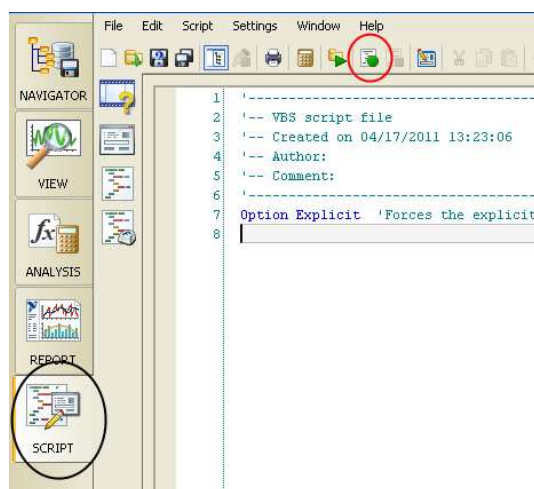 File Edit Script Settings Window Help
NAVIGATOR
VIEW
ANALYSIS
REPORT
SCRIPT
1 '-----------------------------------
2 '-- VBS script file
3 '-- Created on 04/17/2011 13:23:06
4 '-- Author:
5 '-- Comment:
6 '-----------------------------------
7 Option Explicit 'Forces the explicit
8